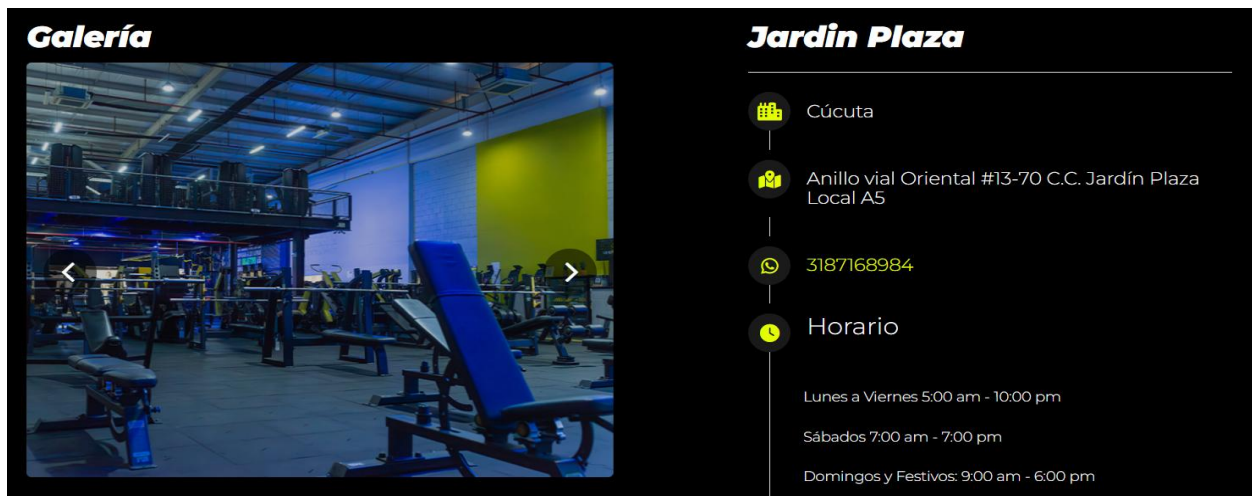 Galería
Jardin Plaza
Cúcuta
Anillo vial Oriental #13-70 C.C. Jardín Plaza
Local A5
3187168984
Horario
Lunes a Viernes 5:00 am - 10:00 pm
Sábados 7:00 am - 7:00 pm
Domingos y Festivos: 9:00 am - 6:00 pm